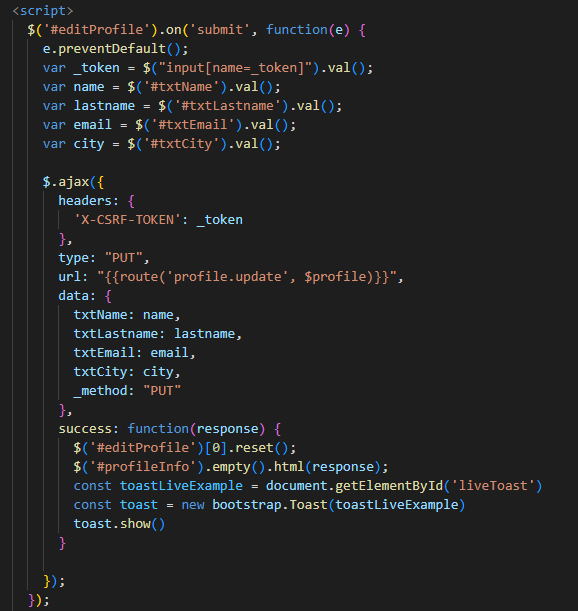 <script>
$('#editProfile').on('submit', function(e) {
e.preventDefault();
var _token = $("input[name=_token]").val();
var name = $('#txtName').val();
var lastname = $('#txtLastname').val();
var email = $('#txtEmail').val();
var city = $('#txtCity').val();
$.ajax({
headers: {
'X-CSRF-TOKEN': _token
},
type: "PUT",
url: "{{route('profile.update', $profile)}}",
data: {
txtName: name,
txtLastname: lastname,
txtEmail: email,
txtCity: city,
_method: "PUT"
},
success: function(response) {
$('#editProfile')[0].reset();
$('#profileInfo').empty().html(response);
const toastLiveExample = document.getElementById('liveToast')
const toast = new bootstrap.Toast(toastLiveExample)
toast.show()
}
});
});